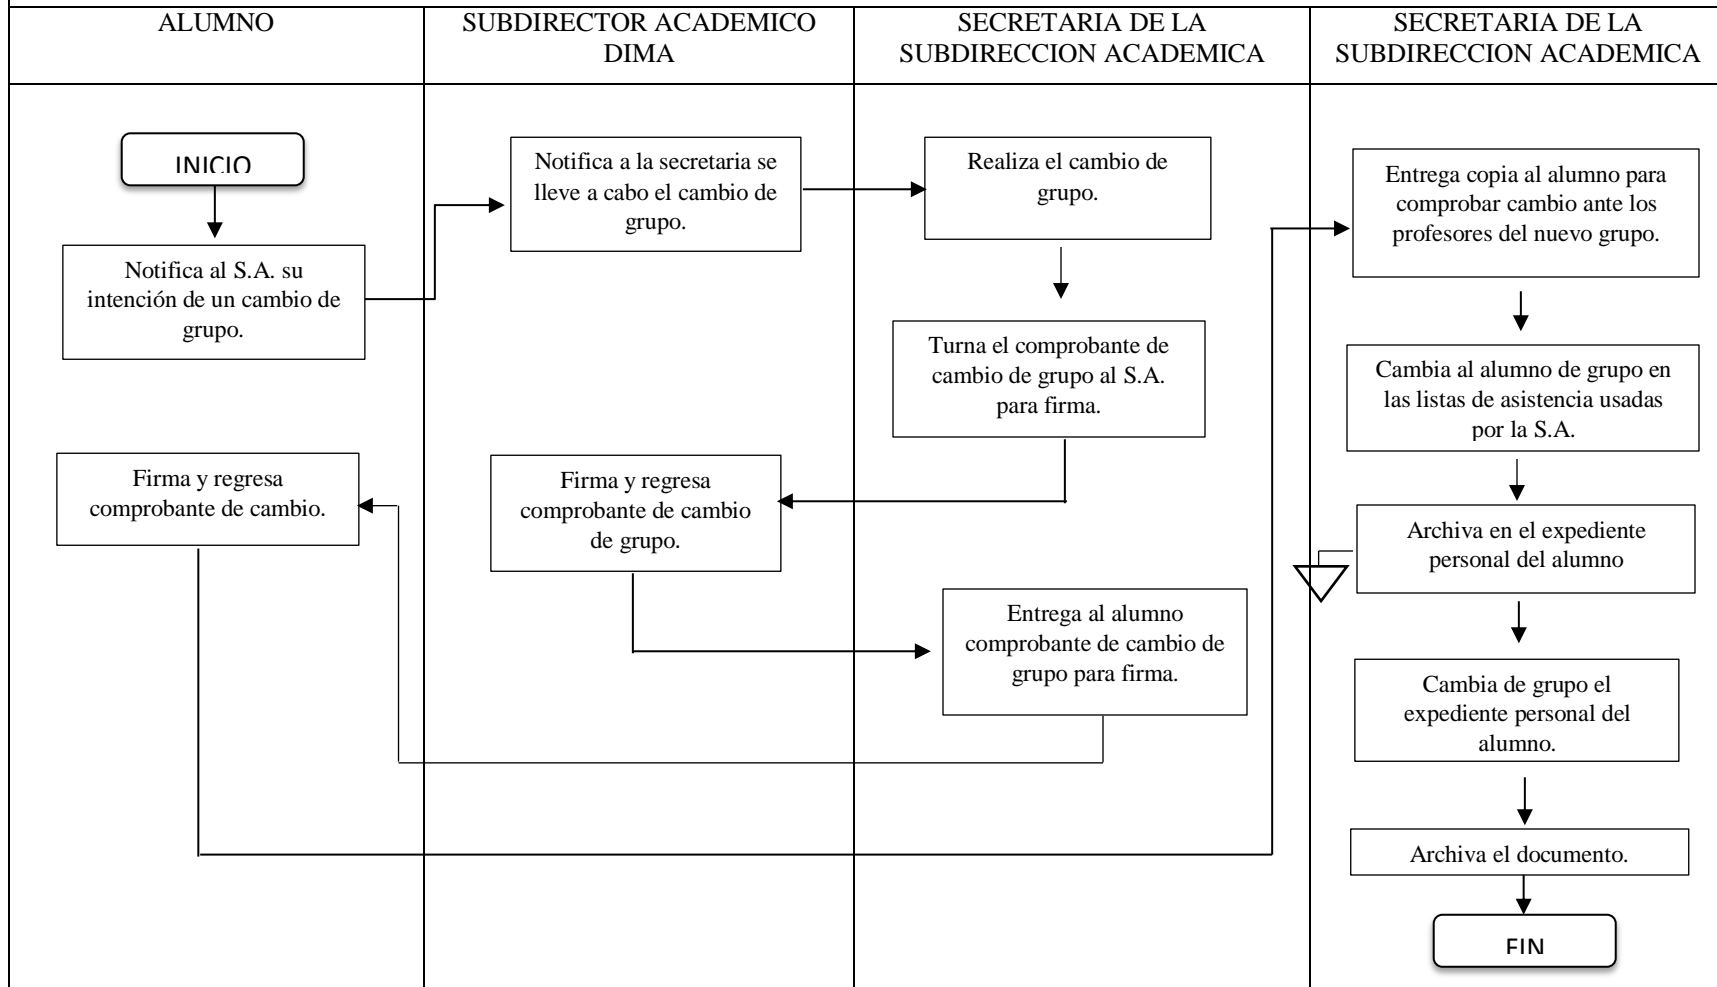 ALUMNO
SUBDIRECTOR ACADEMICO
DIMA
SECRETARIA DE LA
SUBDIRECCION ACADEMICA
SECRETARIA DE LA
SUBDIRECCION ACADEMICA
INICIO
Notifica al S.A. su
intención de un cambio de
grupo.
Notifica a la secretaria se
lleve a cabo el cambio de
grupo.
Realiza el cambio de
grupo.
Turna el comprobante de
cambio de grupo al S.A.
para firma.
Firma y regresa
comprobante de cambio
de grupo.
Entrega al alumno
comprobante de cambio de
grupo para firma.
Firma y regresa
comprobante de cambio.
Entrega copia al alumno para
comprobar cambio ante los
profesores del nuevo grupo.
Cambia al alumno de grupo en
las listas de asistencia usadas
por la S.A.
Archiva en el expediente
personal del alumno
Cambia de grupo el
expediente personal del
alumno.
Archiva el documento.
FIN